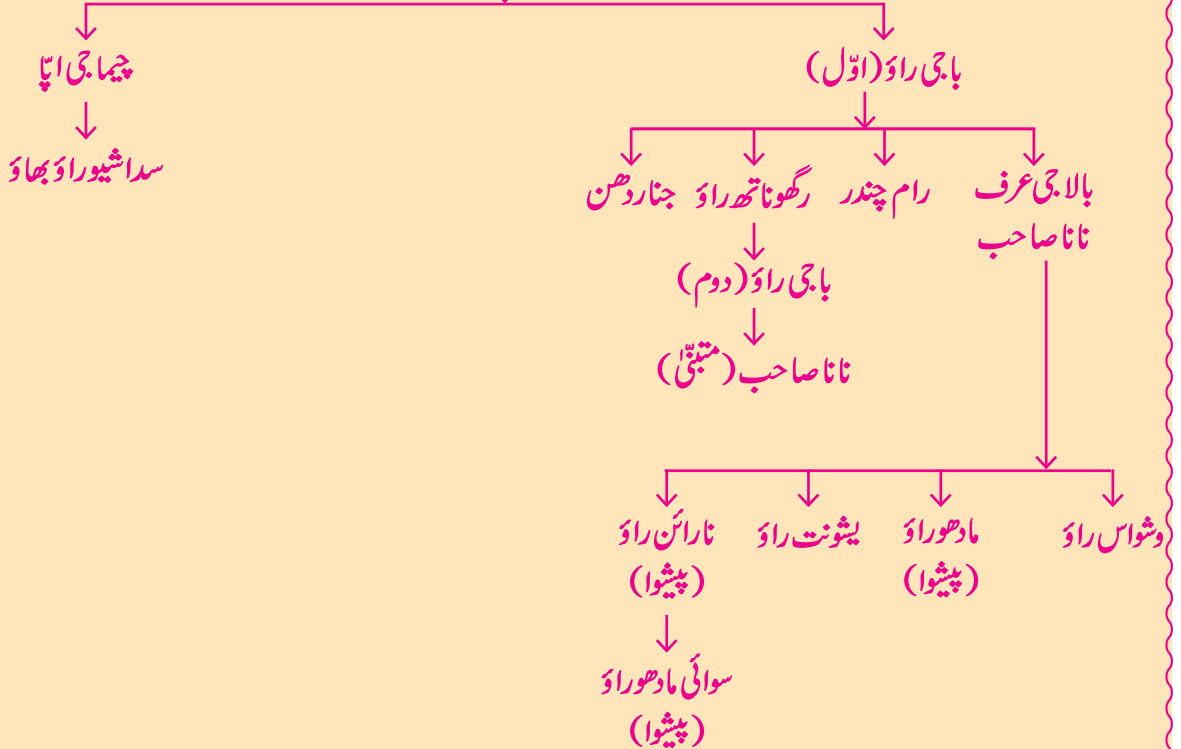 باجی راؤ (اوّل)
چیماجی اپّا
بالاجی عرف
نانا صاحب
رام چندر
رگھوناتھ راؤ
جناردھن
سداشیوراؤ بھاؤ
باجی راؤ (دوم)
نانا صاحب (متبنّیٰ)
وشواس راؤ
مادھوراؤ
(پیشوا)
یشونت راؤ
نارائن راؤ
(پیشوا)
سوائی مادھوراؤ
(پیشوا)